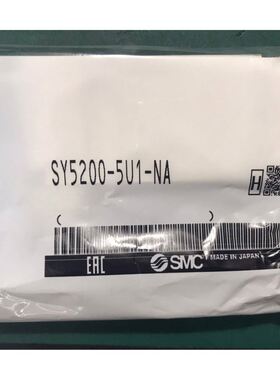 SY5200-5U1-NA
H
EAC SMC MADE IN JAPAN